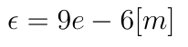 ϵ = 9e − 6[m]